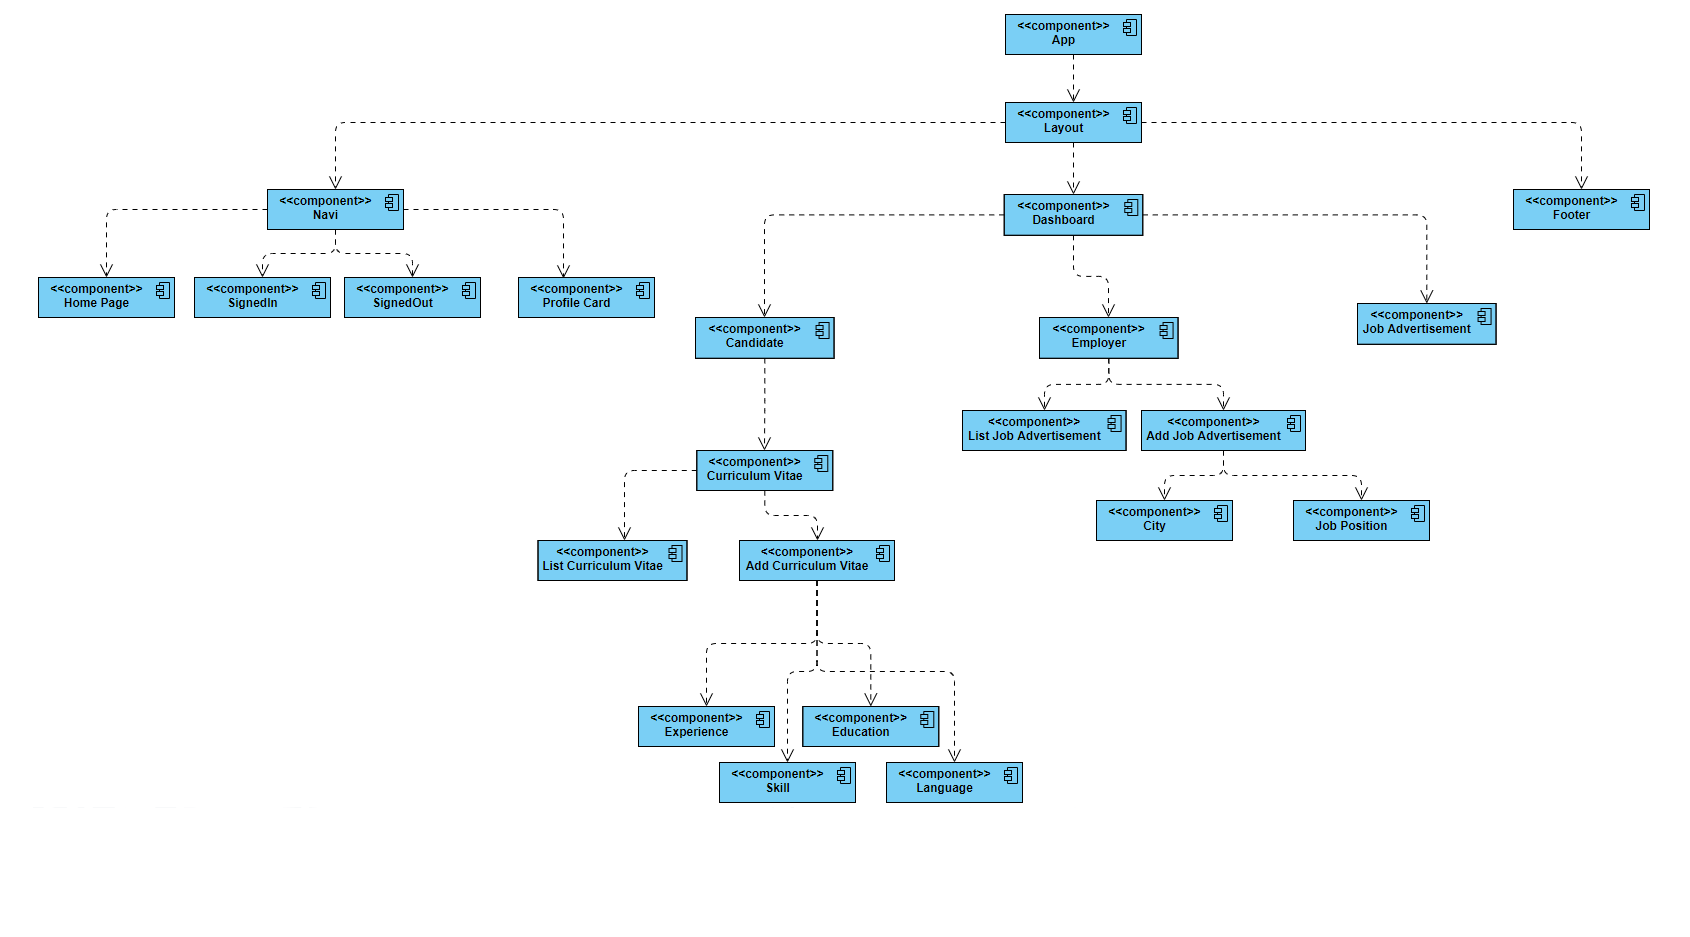 <<component>>
App
<<component>>
Layout
<<component>>
Navi
<<component>>
Dashboard
<<component>>
Footer
<<component>>
Home Page
<<component>>
SignedIn
<<component>>
SignedOut
<<component>>
Profile Card
<<component>>
Candidate
<<component>>
Employer
<<component>>
Job Advertisement
<<component>>
List Job Advertisement
<<component>>
Add Job Advertisement
<<component>>
Curriculum Vitae
<<component>>
City
<<component>>
Job Position
<<component>>
List Curriculum Vitae
<<component>>
Add Curriculum Vitae
<<component>>
Experience
<<component>>
Education
<<component>>
Skill
<<component>>
Language